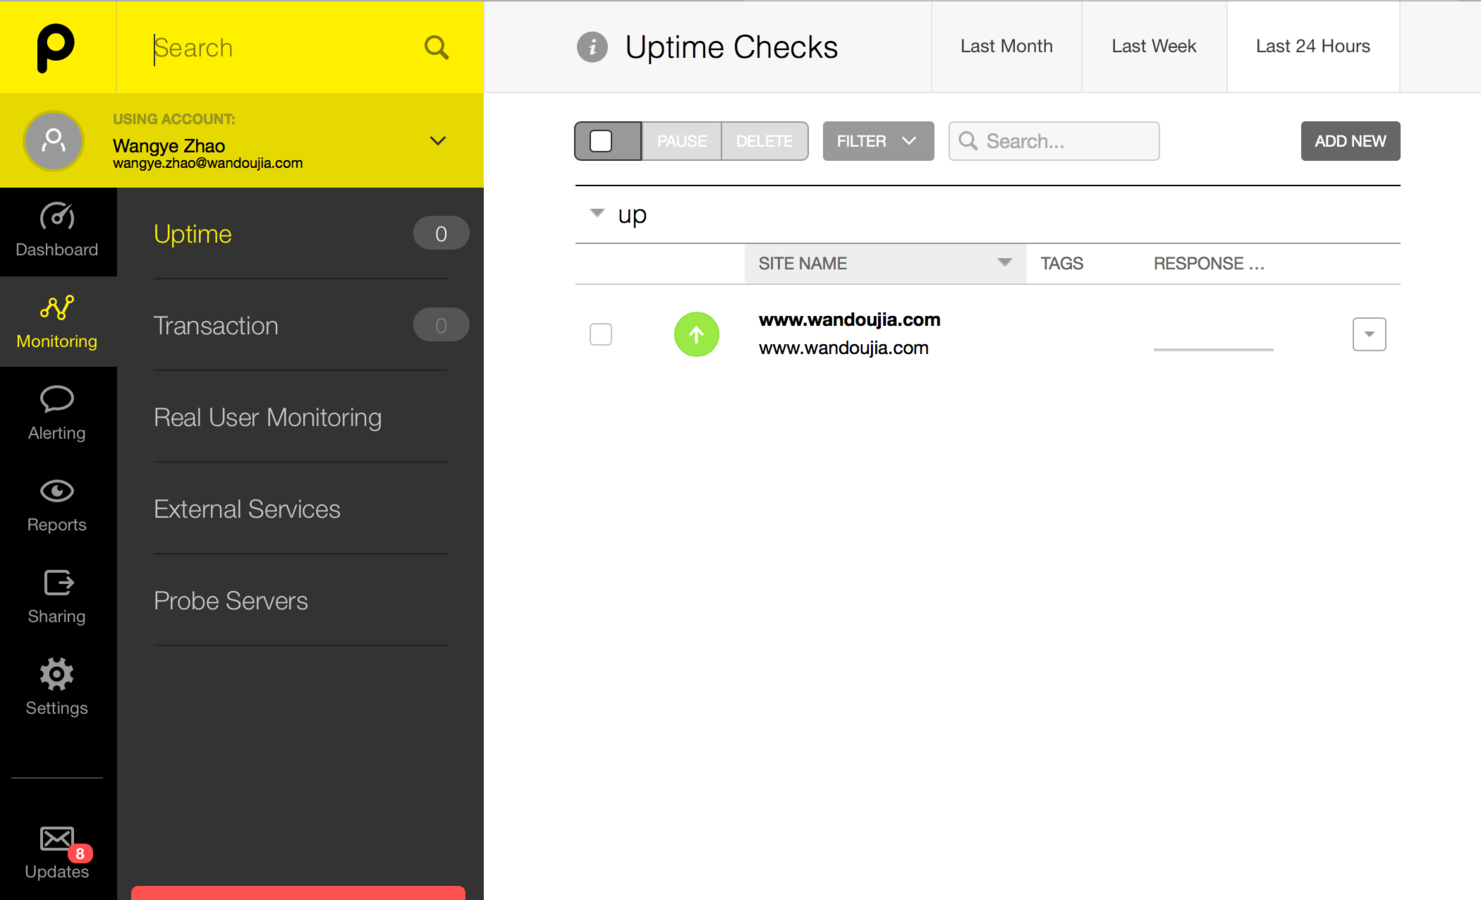 Search
USING ACCOUNT:
Wangye Zhao
wangye.zhao@wandoujia.com
Dashboard
Monitoring
Alerting
Reports
Sharing
Settings
8
Updates
Uptime 0
Transaction 0
Real User Monitoring
External Services
Probe Servers
i Uptime Checks
Last Month
Last Week
Last 24 Hours
PAUSE DELETE FILTER Search... ADD NEW
up
SITE NAME TAGS RESPONSE ...
www.wandoujia.com
www.wandoujia.com